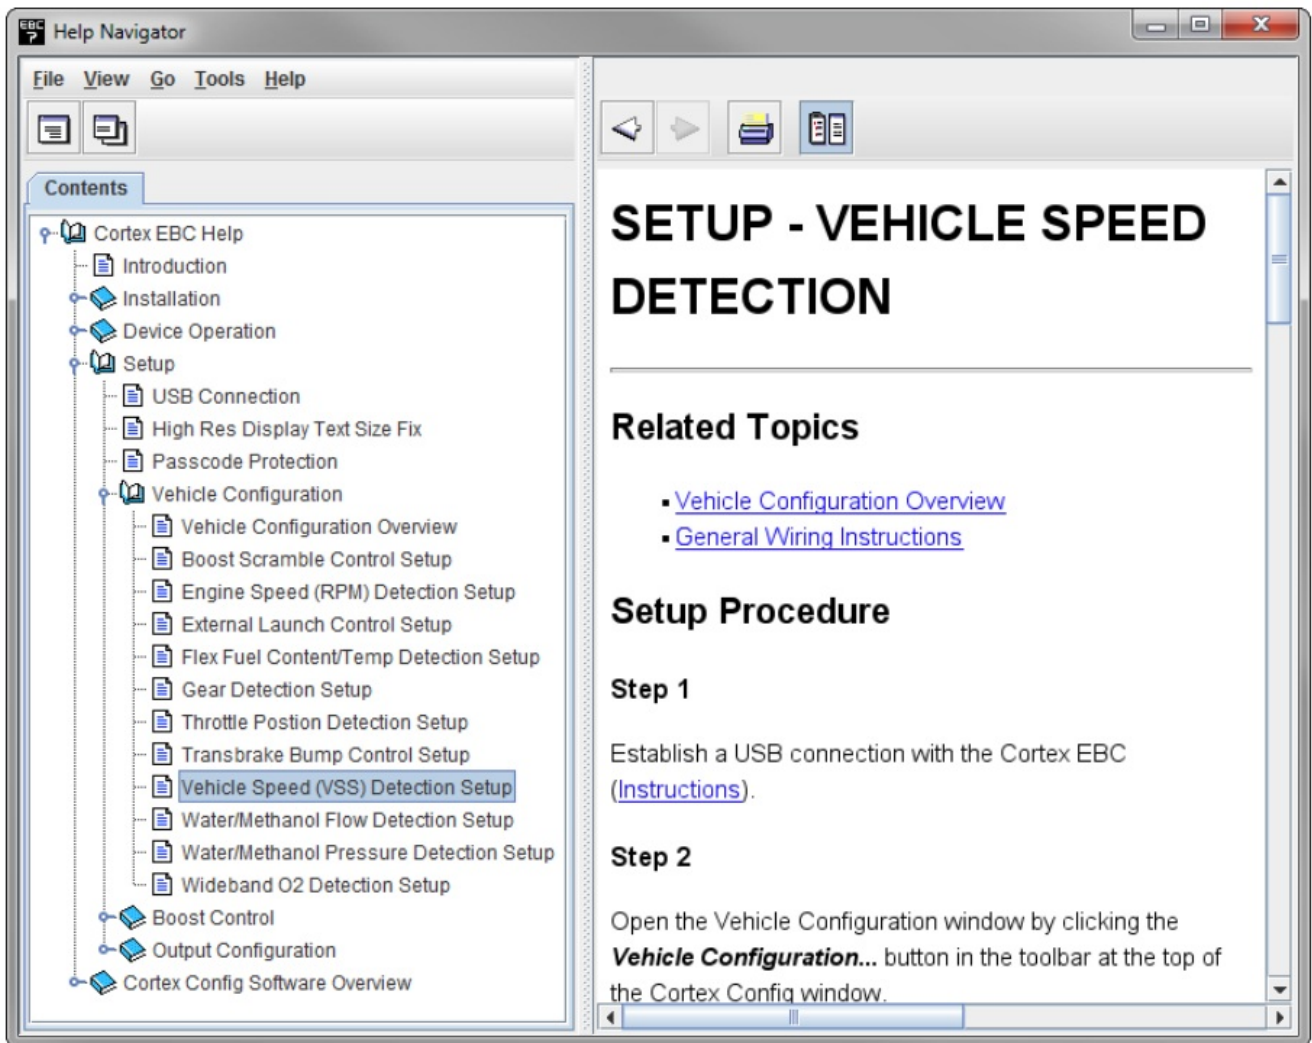 EBC
?
Help Navigator
File View Go Tools Help
Contents
Cortex EBC Help
Introduction
Installation
Device Operation
Setup
USB Connection
High Res Display Text Size Fix
Passcode Protection
Vehicle Configuration
Vehicle Configuration Overview
Boost Scramble Control Setup
Engine Speed (RPM) Detection Setup
External Launch Control Setup
Flex Fuel Content/Temp Detection Setup
Gear Detection Setup
Throttle Postion Detection Setup
Transbrake Bump Control Setup
Vehicle Speed (VSS) Detection Setup
Water/Methanol Flow Detection Setup
Water/Methanol Pressure Detection Setup
Wideband O2 Detection Setup
Boost Control
Output Configuration
Cortex Config Software Overview
SETUP - VEHICLE SPEED
DETECTION
Related Topics
Vehicle Configuration Overview
General Wiring Instructions
Setup Procedure
Step 1
Establish a USB connection with the Cortex EBC
(Instructions).
Step 2
Open the Vehicle Configuration window by clicking the
Vehicle Configuration... button in the toolbar at the top of
the Cortex Config window.